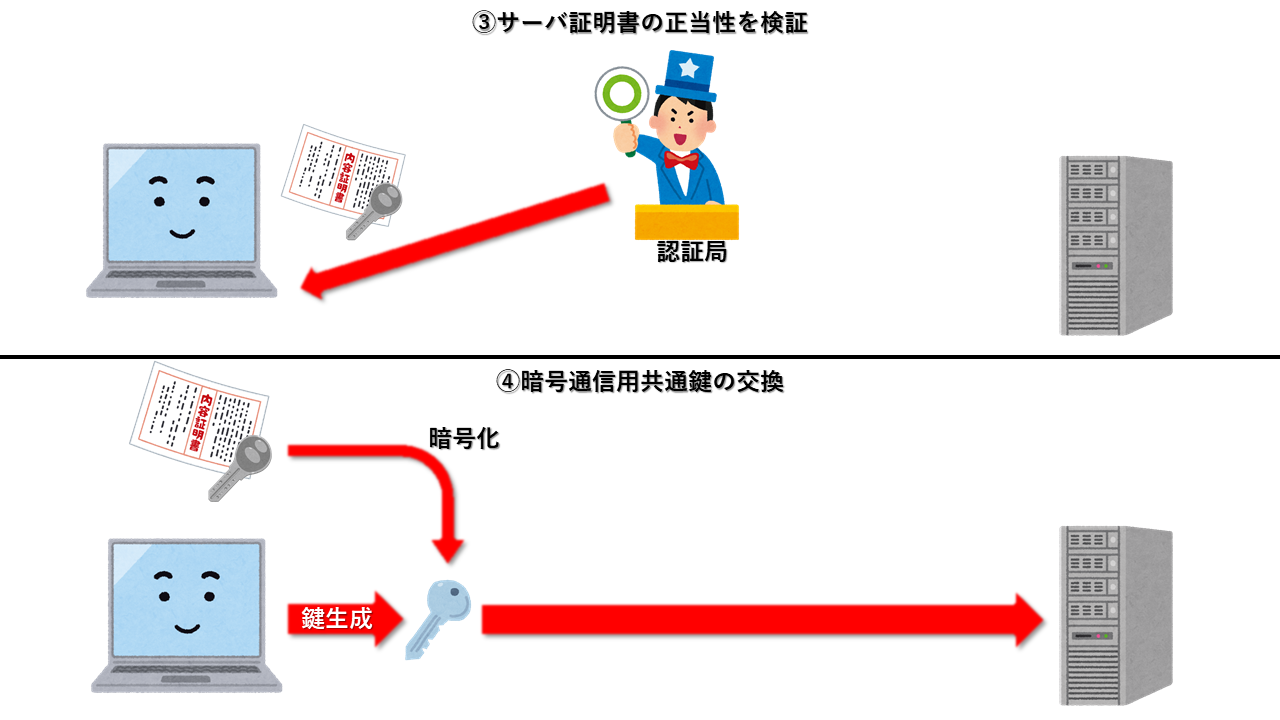 ③サーバ証明書の正当性を検証
内容証明書
認証局
④暗号通信用共通鍵の交換
内容証明書
暗号化
鍵生成